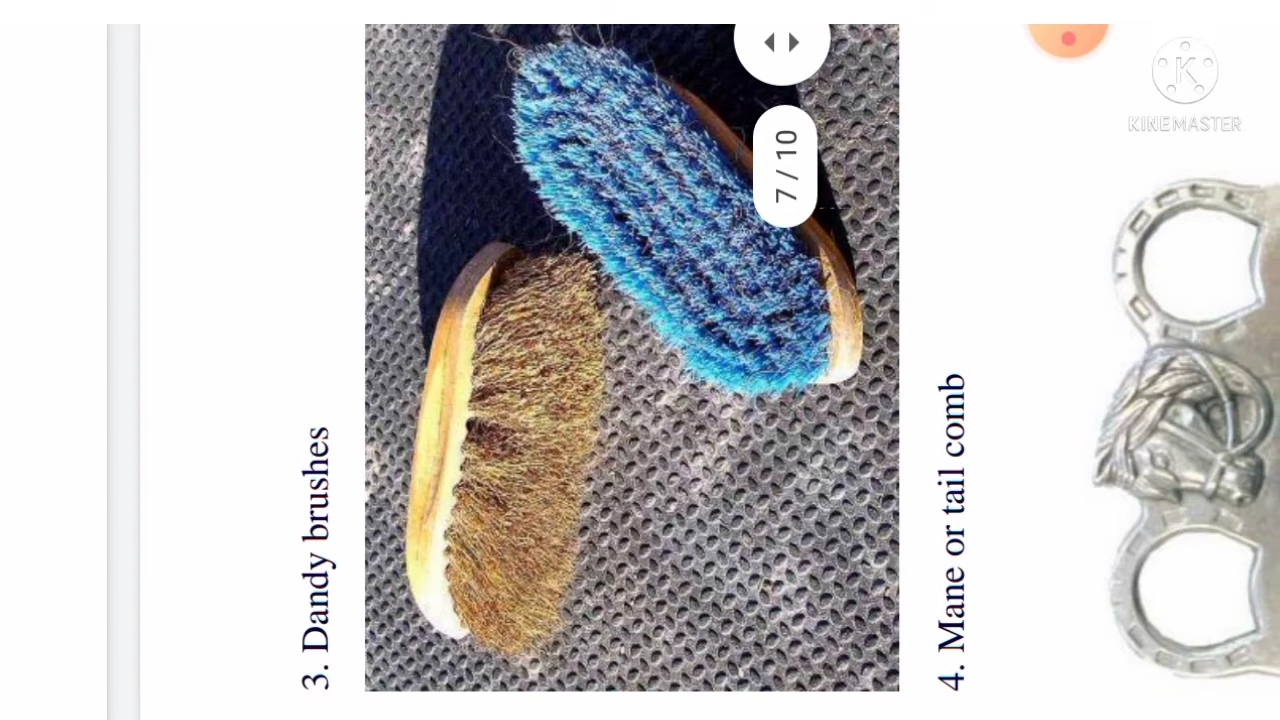 3. Dandy brushes
7 / 10
4. Mane or tail comb
K
KINEMASTER